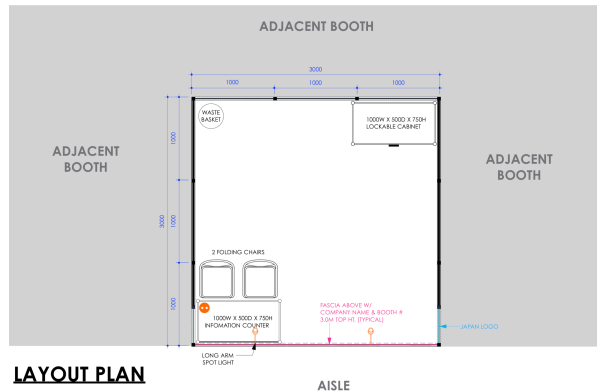 ADJACENT BOOTH
3000
1000
1000
1000
WASTE
BASKET
1000W X 500D X 750H
LOCKABLE CABINET
1000
ADJACENT
BOOTH
ADJACENT
BOOTH
3000
1000
2 FOLDING CHAIRS
1000
1000W X 500D X 750H
INFOMATION COUNTER
FASCIA ABOVE W/
COMPANY NAME & BOOTH #
3.0M TOP HT. (TYPICAL)
JAPAN LOGO
LONG ARM
SPOT LIGHT
LAYOUT PLAN
AISLE